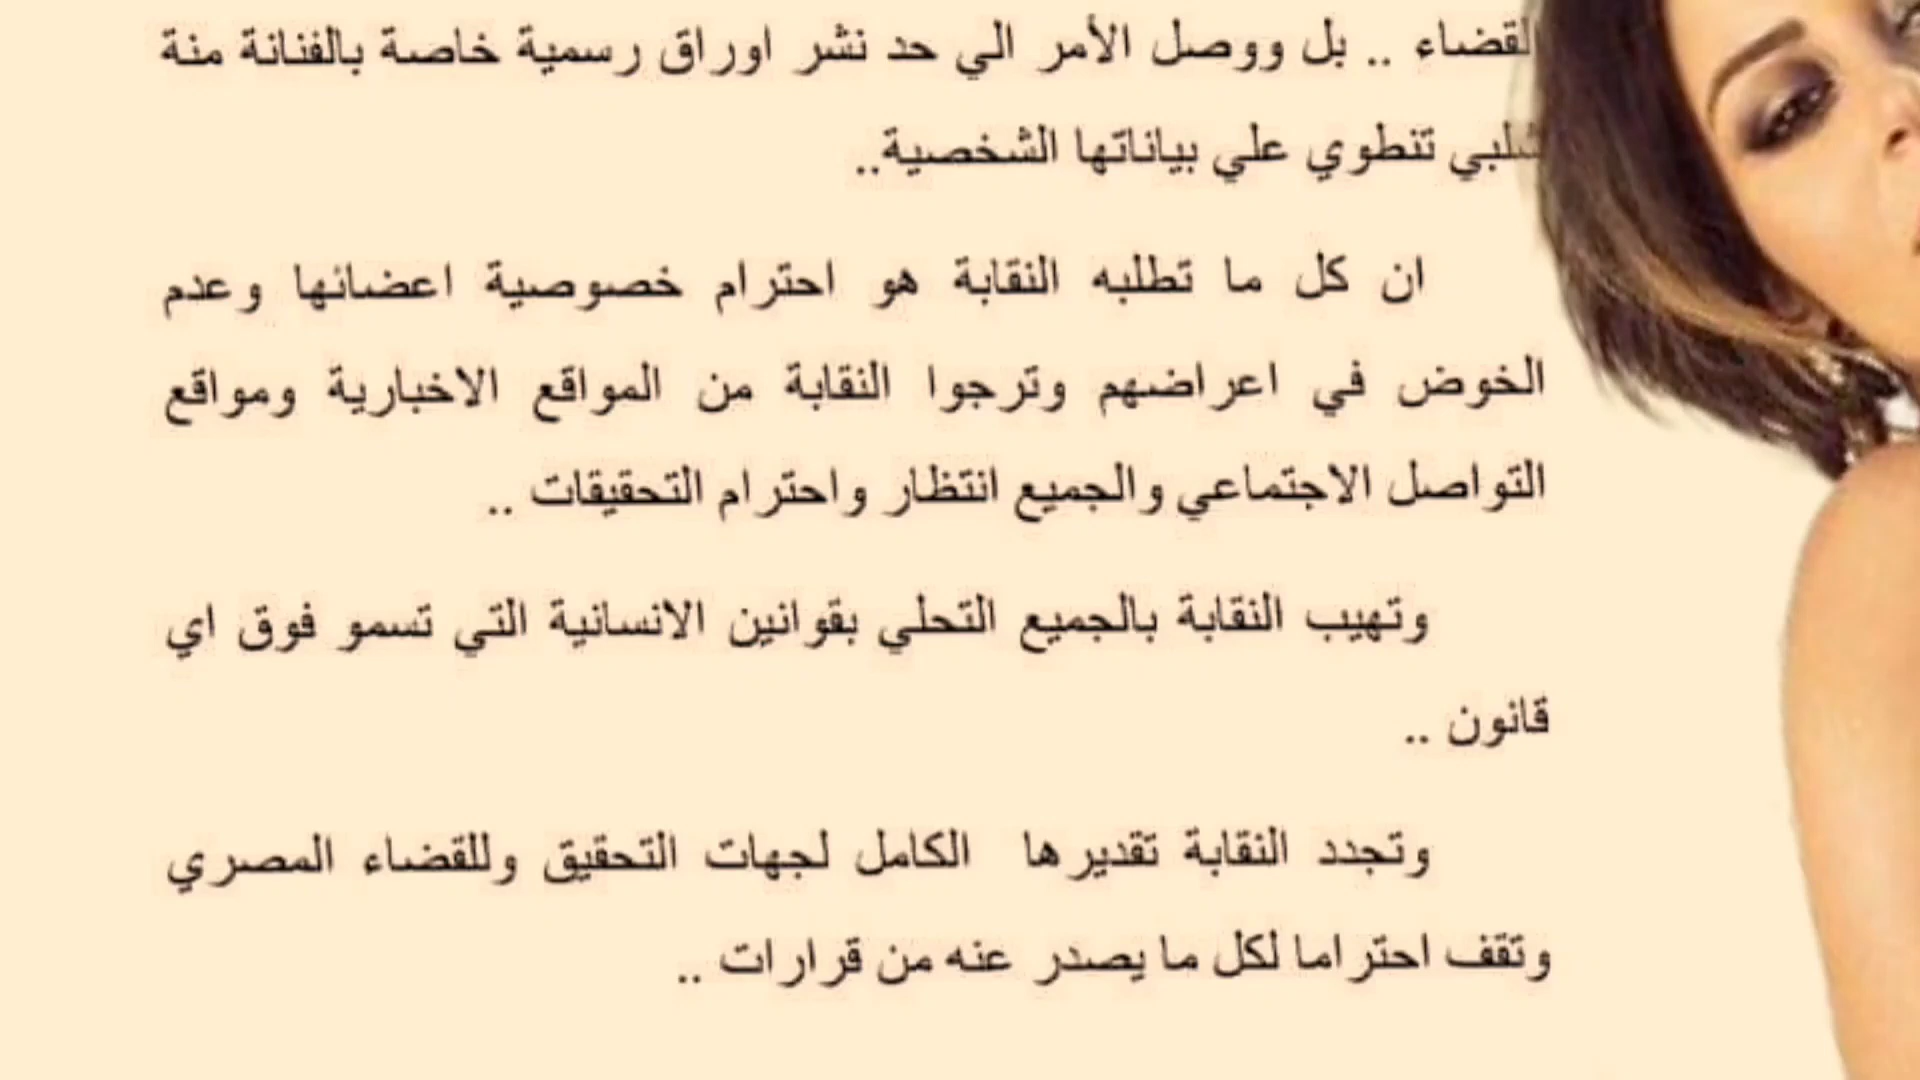 القضاء .. بل ووصل الأمر الي حد نشر اوراق رسمية خاصة بالفنانة منة
شلبي تنطوي علي بياناتها الشخصية..
ان كل ما تطلبه النقابة هو احترام خصوصية اعضائها وعدم
الخوض في اعراضهم وترجوا النقابة من المواقع الاخبارية ومواقع
التواصل الاجتماعي والجميع انتظار واحترام التحقيقات ..
وتهيب النقابة بالجميع التحلي بقوانين الانسانية التي تسمو فوق اي
قانون ..
وتجدد النقابة تقديرها الكامل لجهات التحقيق وللقضاء المصري
وتقف احتراما لكل ما يصدر عنه من قرارات ..